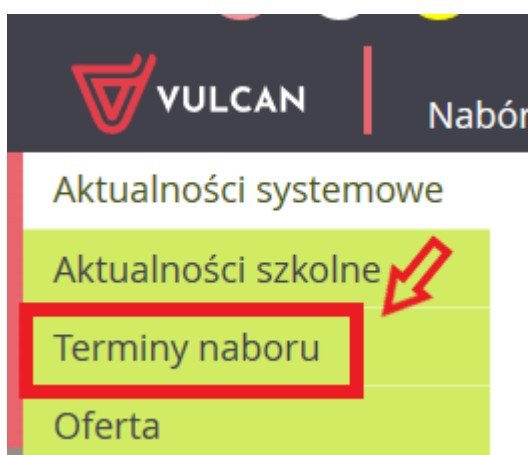 VULCAN
Nabór
Aktualności systemowe
Aktualności szkolne
Terminy naboru
Oferta